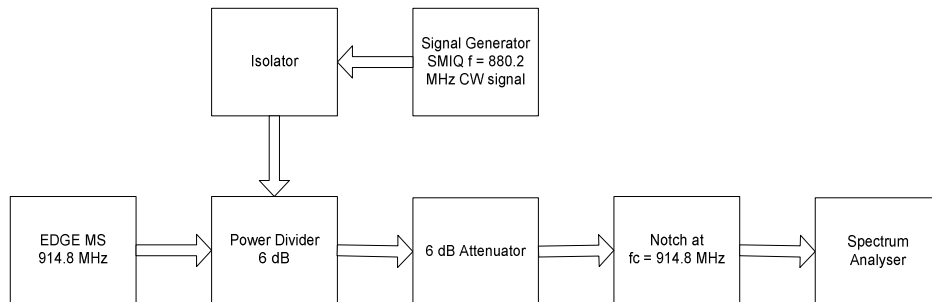 Isolator
Signal Generator
SMIQ f = 880.2
MHz CW signal
EDGE MS
914.8 MHz
Power Divider
6 dB
6 dB Attenuator
Notch at
fc = 914.8 MHz
Spectrum
Analyser